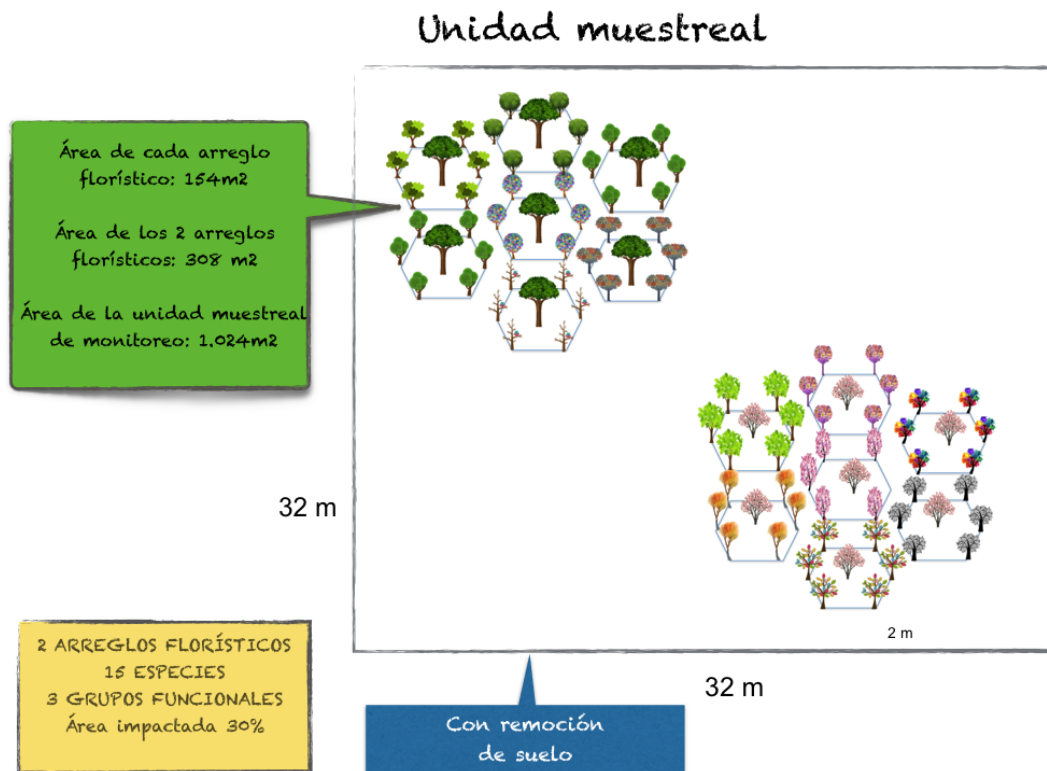 Unidad muestreal
Área de cada arreglo
florístico: 154m2
Área de los 2 arreglos
florísticos: 308 m2
Área de la unidad muestreal
de monitoreo: 1.024m2
32 m
2 m
32 m
2 ARREGLOS FLORÍSTICOS
15 ESPECIES
3 GRUPOS FUNCIONALES
Área impactada 30%
Con remoción
de suelo